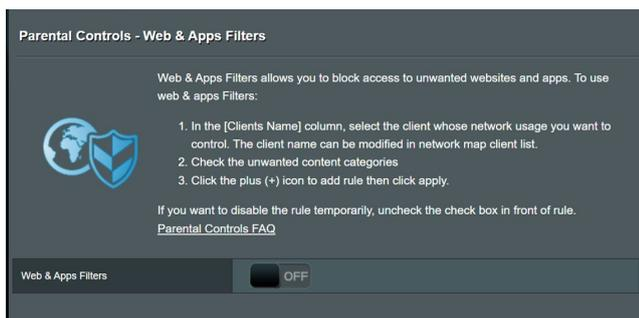 Parental Controls - Web & Apps Filters
Web & Apps Filters allows you to block access to unwanted websites and apps. To use
web & apps Filters:
1. In the [Clients Name] column, select the client whose network usage you want to
control. The client name can be modified in network map client list.
2. Check the unwanted content categories
3. Click the plus (+) icon to add rule then click apply.
If you want to disable the rule temporarily, uncheck the check box in front of rule.
Parental Controls FAQ
Web & Apps Filters
OFF